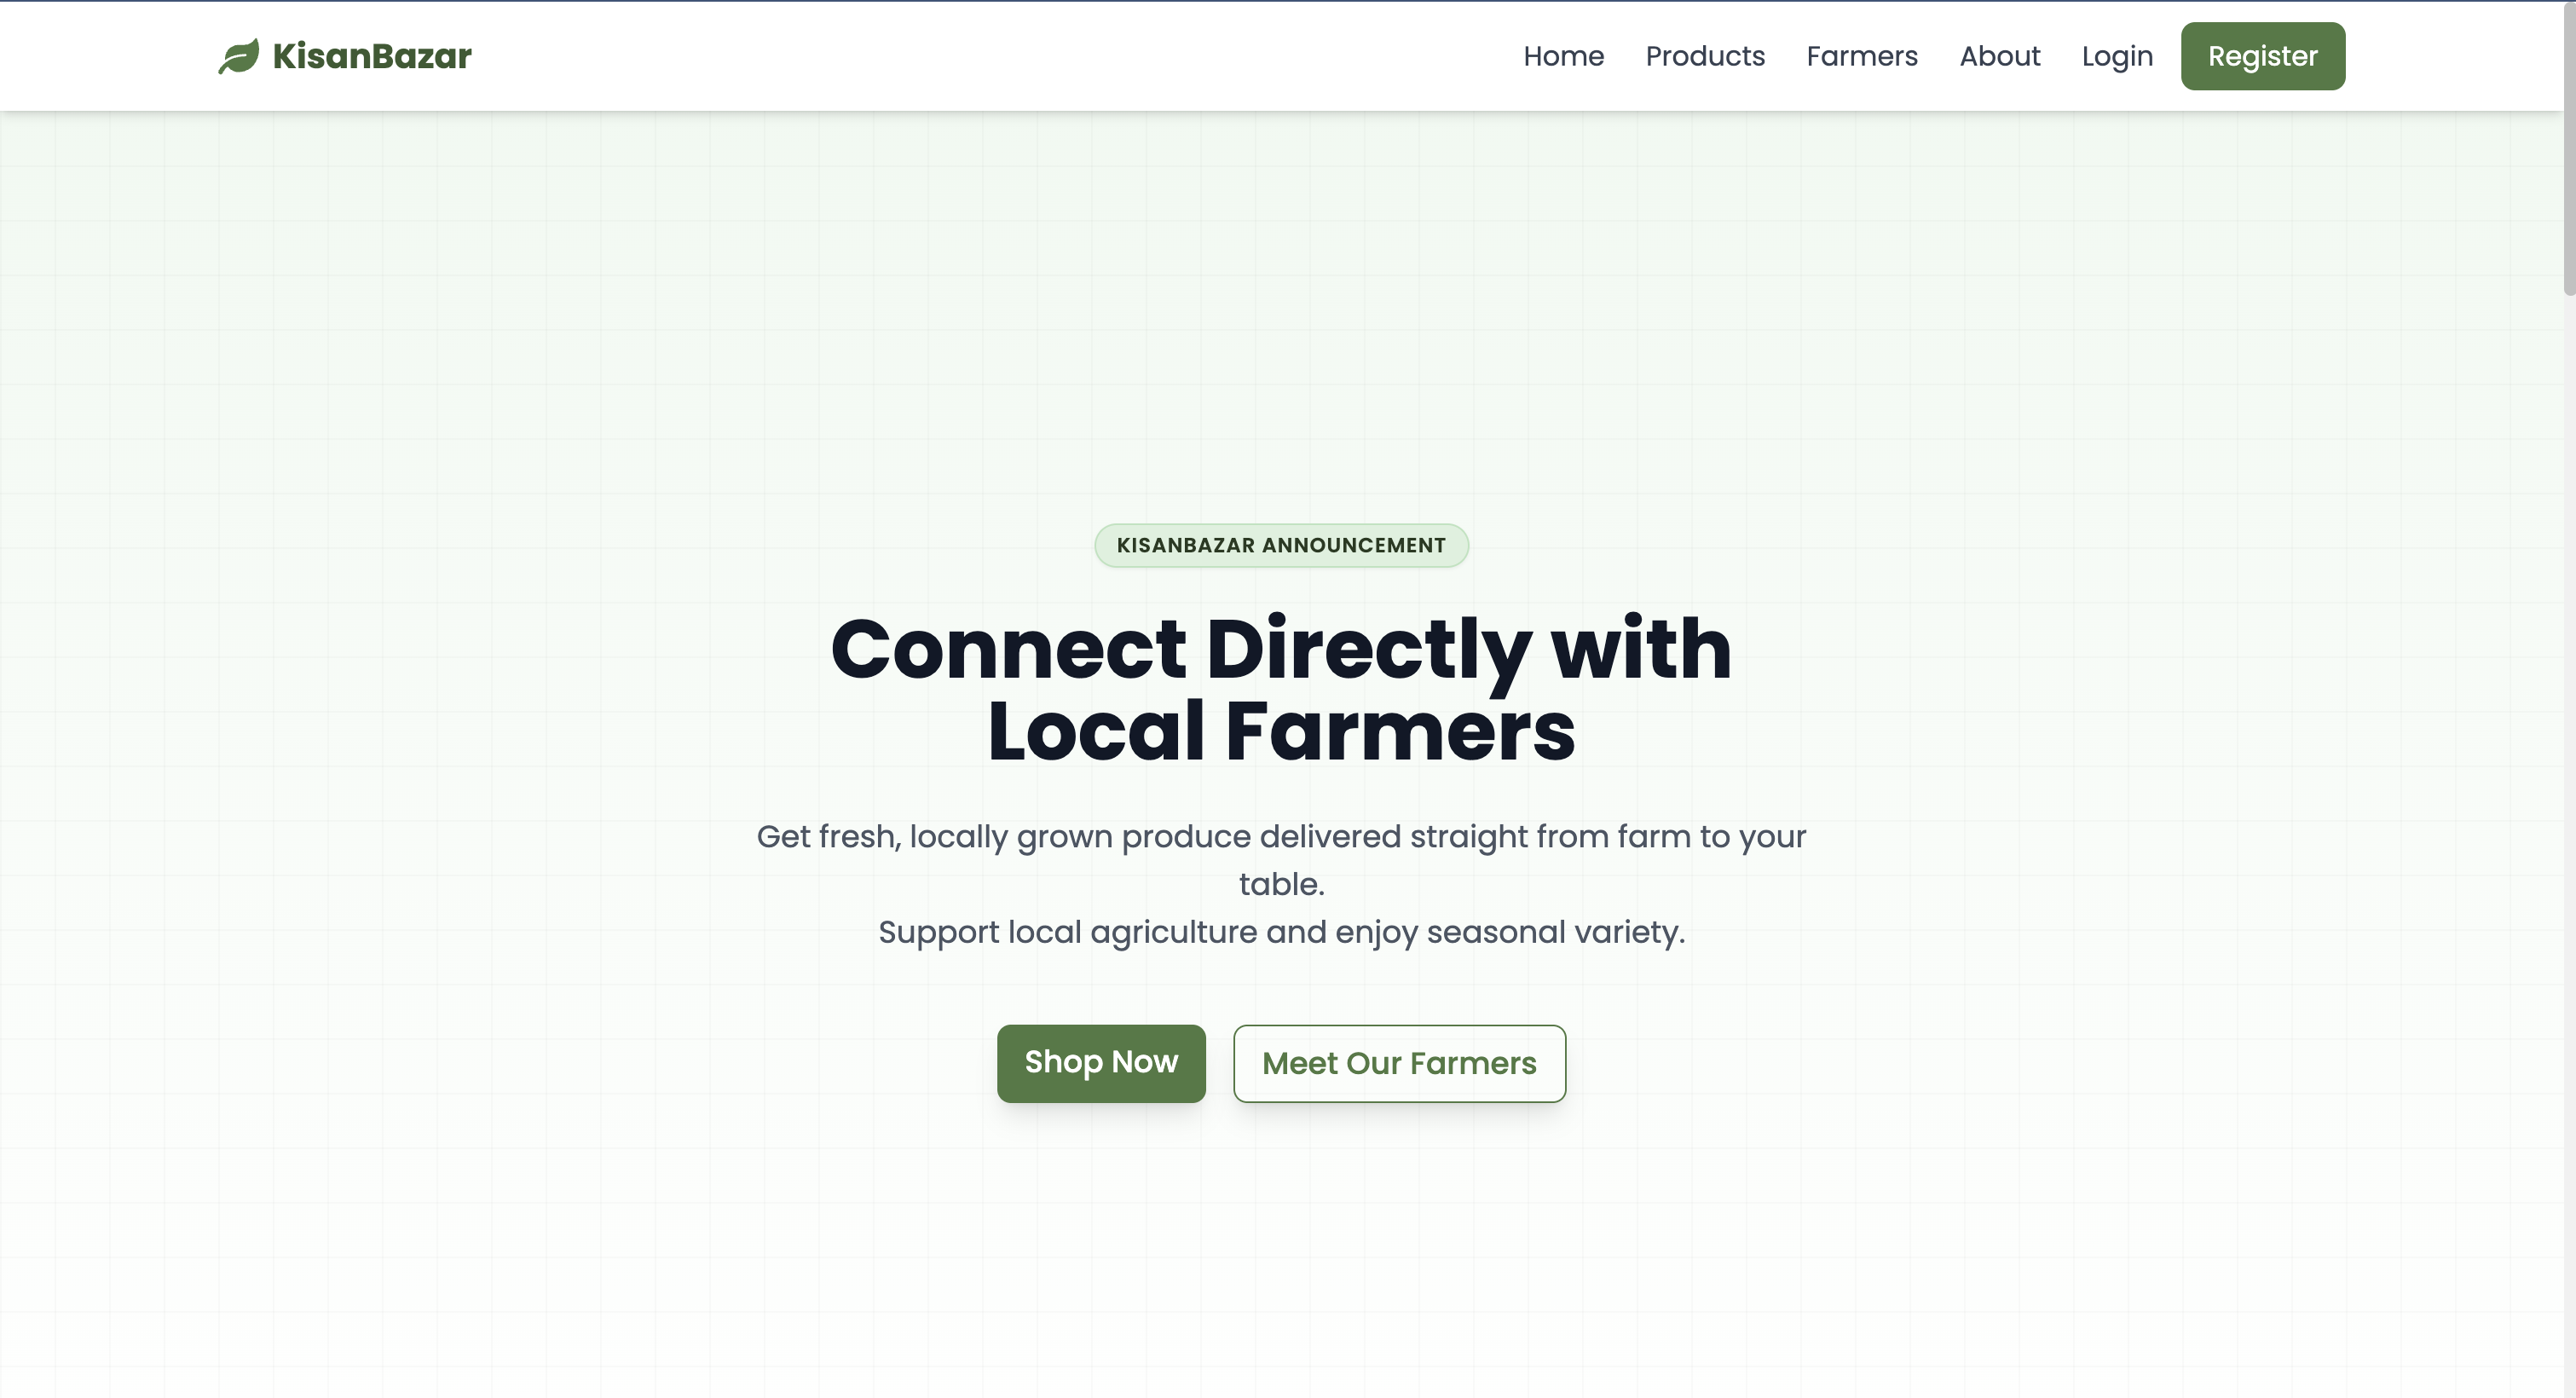 KisanBazar
Home Products Farmers About Login Register
KISANBAZAR ANNOUNCEMENT
Connect Directly with
Local Farmers
Get fresh, locally grown produce delivered straight from farm to your
table.
Support local agriculture and enjoy seasonal variety.
Shop Now
Meet Our Farmers